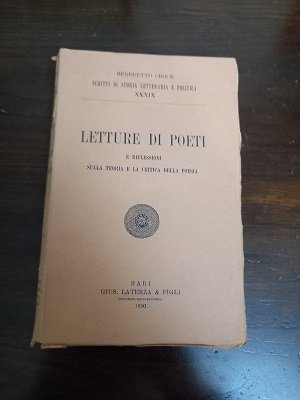 BENEDETTO CROCE
SCRITTI DI STORIA LETTERARIA E POLITICA
XXXIX
LETTURE DI POETI
E RIFLESSIONI
SULLA TEORIA E LA CRITICA DELLA POESIA
BARI
GIUS. LATERZA & FIGLI
1950